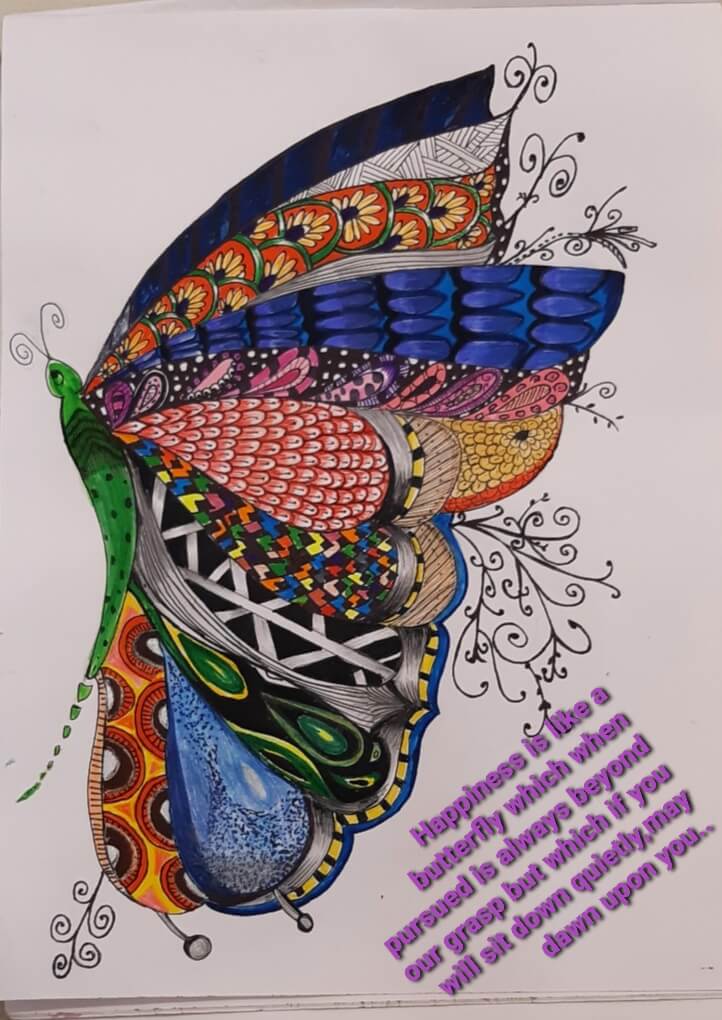 Happiness is like a
butterfly which when
pursued is always beyond
our grasp but which if you
will sit down quietly,may
dawn upon you..